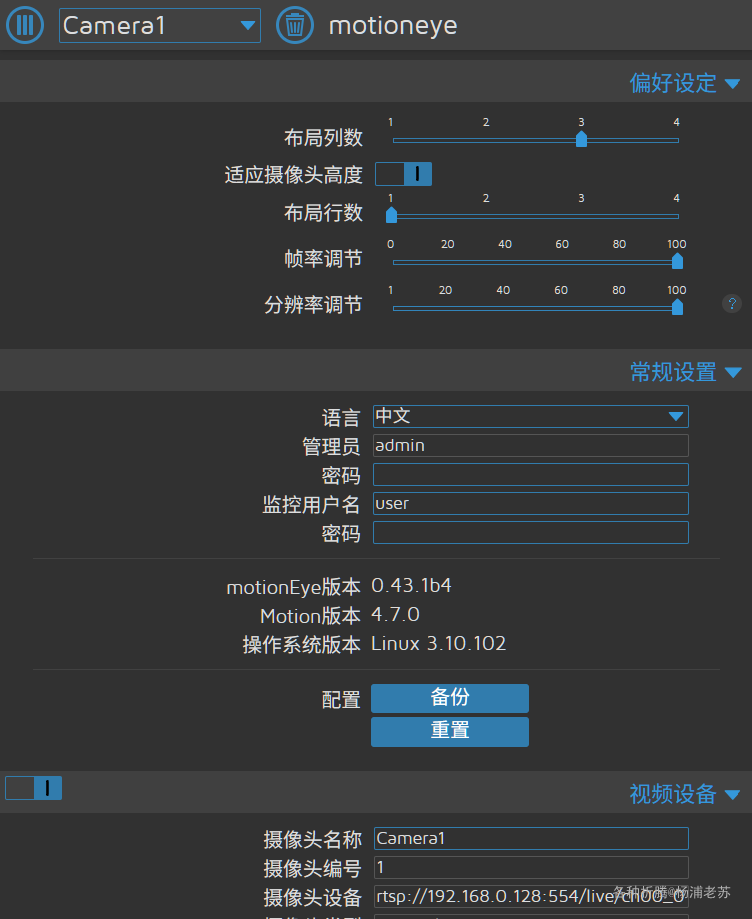 Camera1 motioneye
偏好设定
1 2 3 4
布局列数
适应摄像头高度
1 2 3 4
布局行数
0 20 40 60 80 100
帧率调节
1 20 40 60 80 100
分辨率调节 ?
常规设置
语言 中文
管理员 admin
密码
监控用户名 user
密码
motionEye版本 0.43.1b4
Motion版本 4.7.0
操作系统版本 Linux 3.10.102
配置 备份
重置
视频设备
摄像头名称 Camera1
摄像头编号 1
各种折腾@杨浦老苏
摄像头设备 rtsp://192.168.0.128:554/live/ch00_0